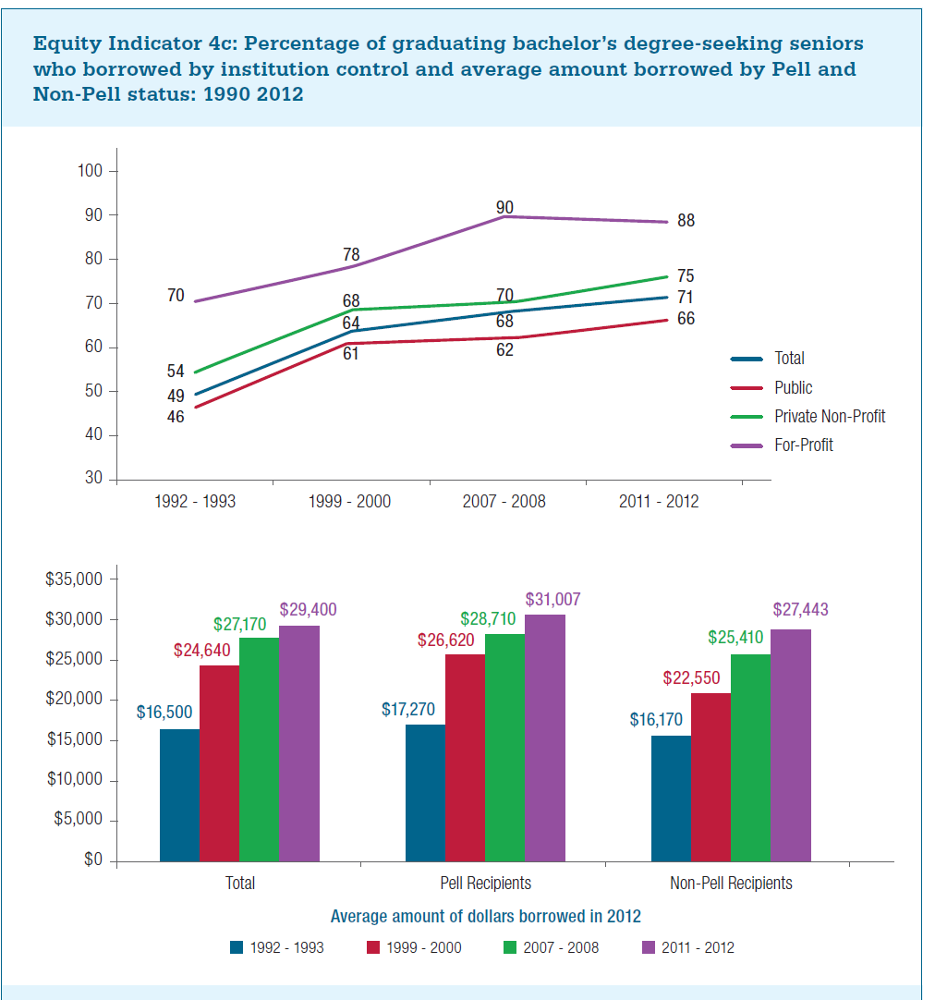 Equity Indicator 4c: Percentage of graduating bachelor's degree-seeking seniors
who borrowed by institution control and average amount borrowed by Pell and
Non-Pell status: 1990 2012
100
90
80
70
60
50
40
30
70
78
90
88
54
68
70
75
49
64
68
71
46
61
62
66
Total
Public
Private Non-Profit
For-Profit
1992 - 1993
1999 - 2000
2007 - 2008
2011 - 2012
$35,000
$30,000
$25,000
$20,000
$15,000
$10,000
$5,000
$0
$16,500
$24,640
$27,170
$29,400
$17,270
$26,620
$28,710
$31,007
$16,170
$22,550
$25,410
$27,443
Total
Pell Recipients
Non-Pell Recipients
Average amount of dollars borrowed in 2012
1992 - 1993
1999 - 2000
2007 - 2008
2011 - 2012